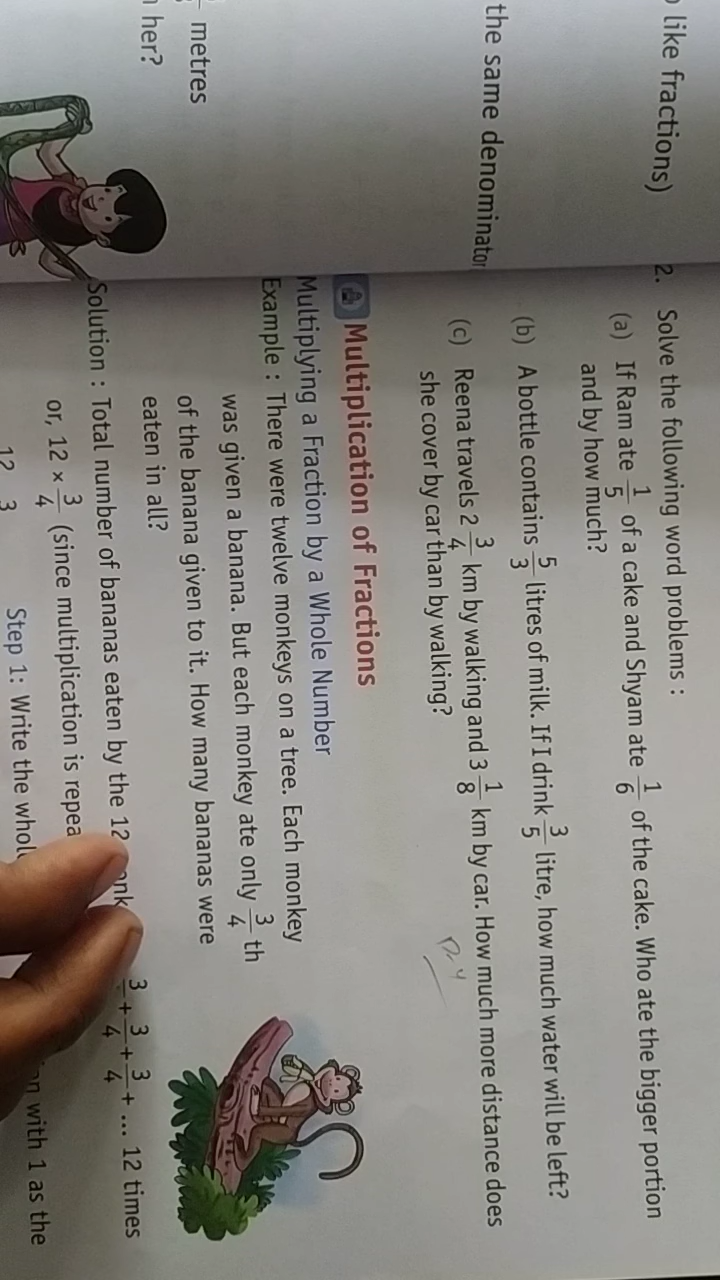 like fractions)
the same denominator
metres
her?
2. Solve the following word problems :
(a) If Ram ate 1/5 of a cake and Shyam ate 1/6 of the cake. Who ate the bigger portion
and by how much?
(b) A bottle contains 5/3 litres of milk. If I drink 3/5 litre, how much water will be left?
(c) Reena travels 2 3/4 km by walking and 3 1/8 km by car. How much more distance does
she cover by car than by walking?
Multiplication of Fractions
Multiplying a Fraction by a Whole Number
Example : There were twelve monkeys on a tree. Each monkey
was given a banana. But each monkey ate only 3/4 th
of the banana given to it. How many bananas were
eaten in all?
Solution : Total number of bananas eaten by the 12 3/4 + 3/4 + 3/4 + ... 12 times
or, 12 × 3/4 (since multiplication is
12 3
Step 1: Write the with 1 as the